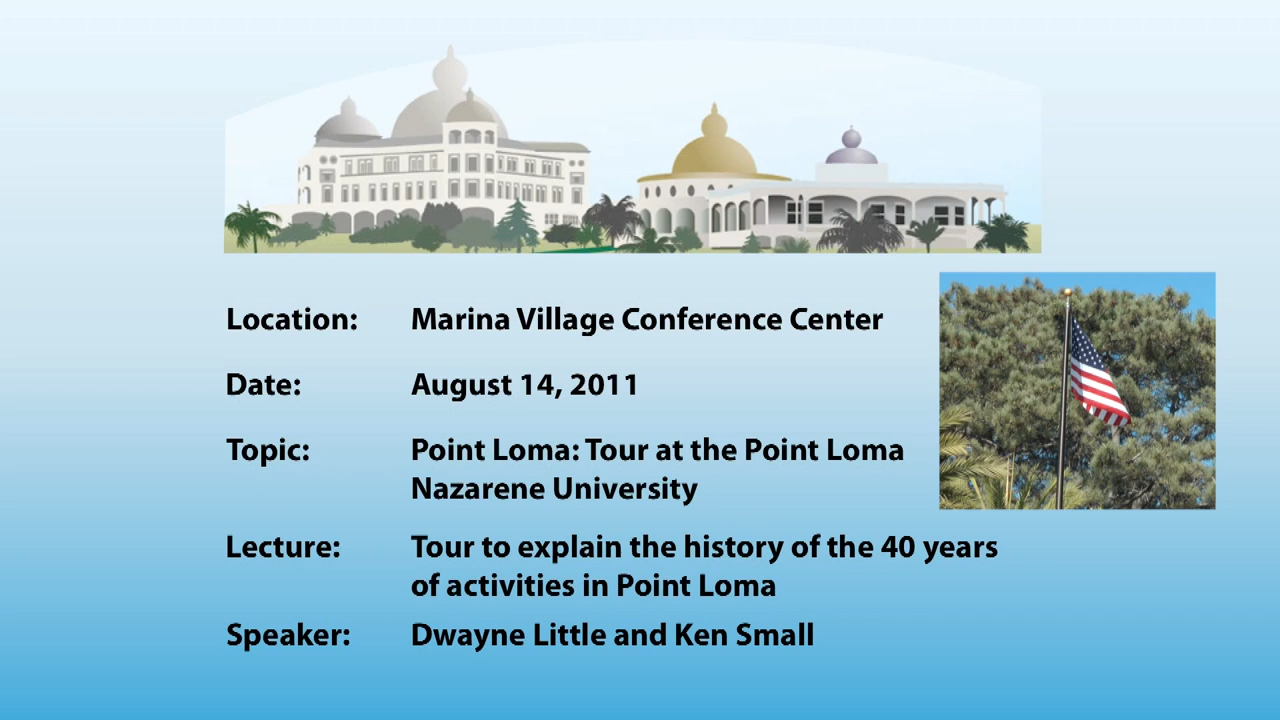 Location: Marina Village Conference Center
Date: August 14, 2011
Topic: Point Loma: Tour at the Point Loma
Nazarene University
Lecture: Tour to explain the history of the 40 years
of activities in Point Loma
Speaker: Dwayne Little and Ken Small